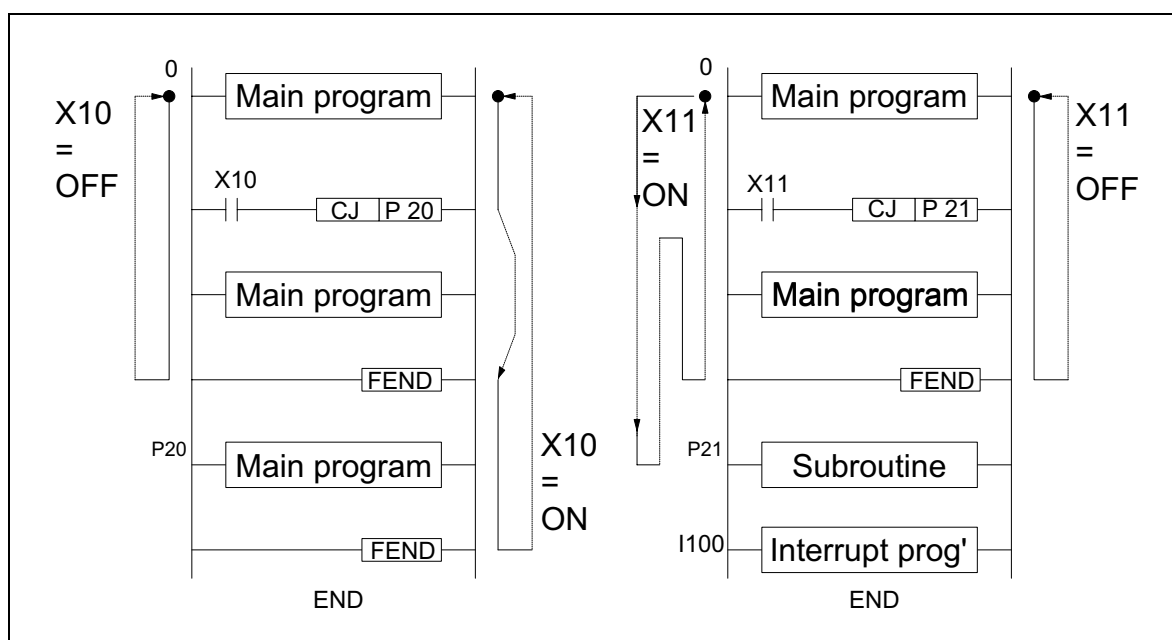 0
X10
=
OFF
Main program
X10
CJ P 20
Main program
FEND
P20
Main program
X10
=
ON
FEND
END
0
X11
=
ON
Main program
X11
=
OFF
X11
CJ P 21
Main program
FEND
P21
Subroutine
I100
Interrupt prog'
END